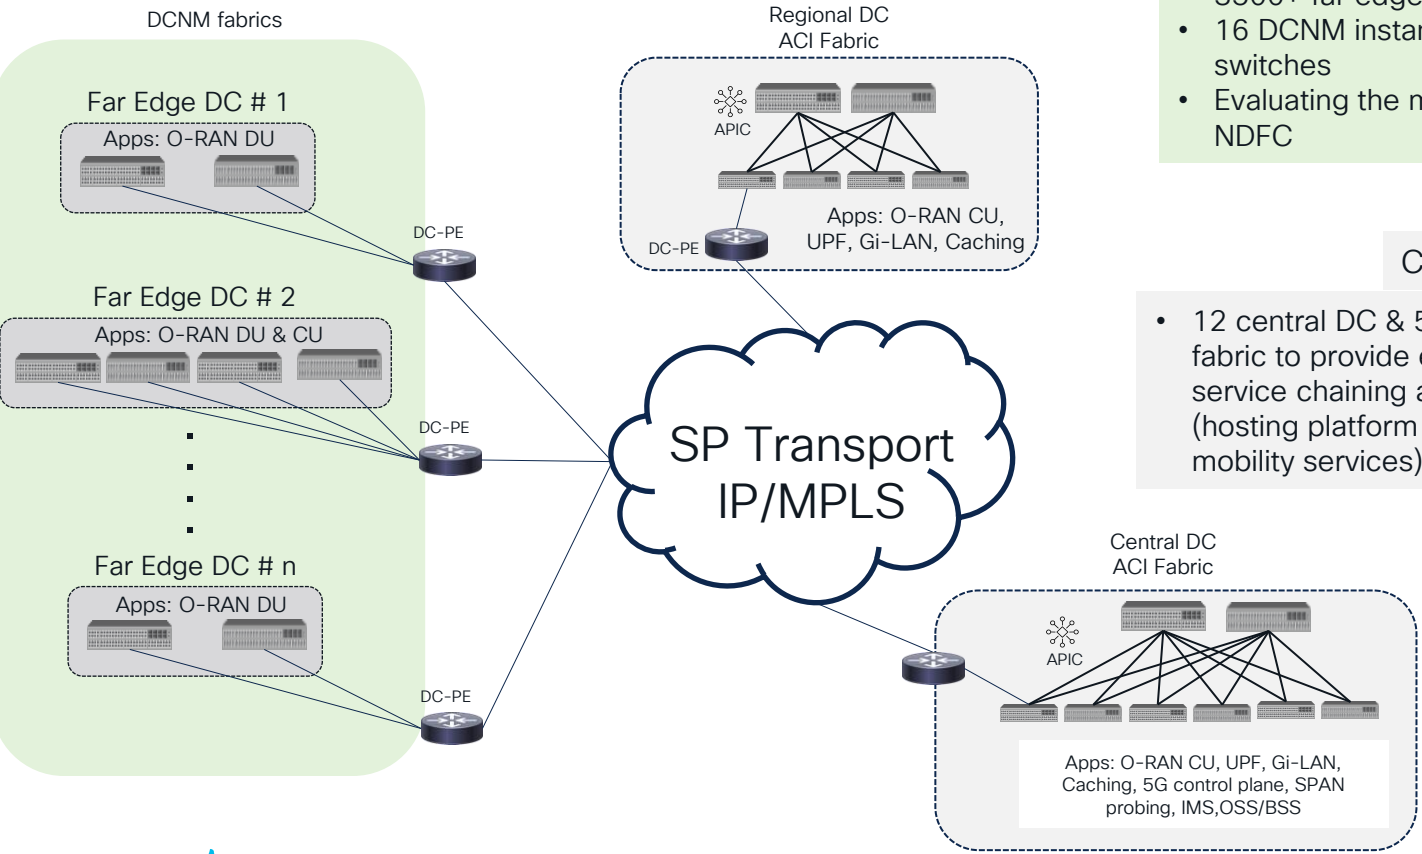 DCNM fabrics
Far Edge DC # 1
Apps: O-RAN DU
DC-PE
Far Edge DC # 2
Apps: O-RAN DU & CU
DC-PE
Far Edge DC # n
Apps: O-RAN DU
DC-PE
Regional DC
ACI Fabric
APIC
Apps: O-RAN CU,
UPF, Gi-LAN, Caching
DC-PE
SP Transport
IP/MPLS
• 16 DCNM
switches
• Evaluating the
NDFC
• 12 central DC &
fabric to provide
service chaining
(hosting platform
mobility services)
Central DC
ACI Fabric
APIC
Apps: O-RAN CU, UPF, Gi-LAN,
Caching, 5G control plane, SPAN
probing, IMS,OSS/BSS